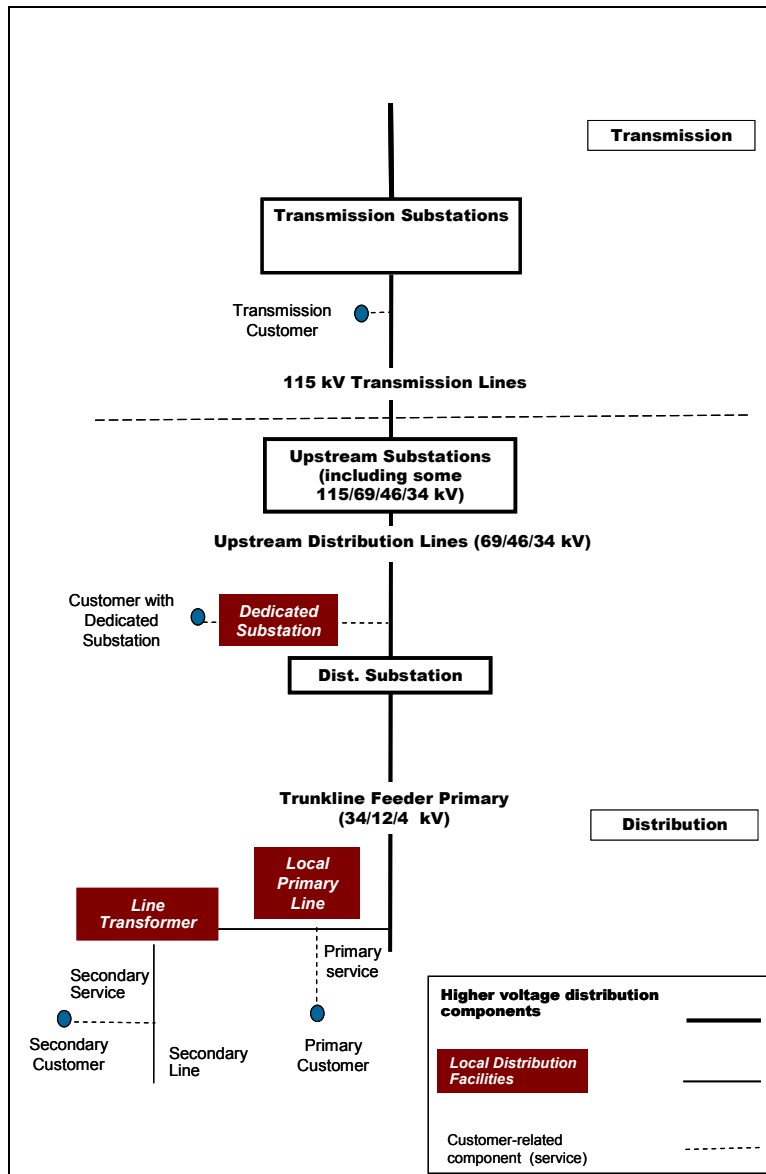 Transmission
Transmission Substations
Transmission
Customer
115 kV Transmission Lines
Upstream Substations
(including some
115/69/46/34 kV)
Upstream Distribution Lines (69/46/34 kV)
Customer with
Dedicated
Substation
Dedicated
Substation
Dist. Substation
Trunkline Feeder Primary
(34/12/4 kV)
Distribution
Local
Primary
Line
Line
Transformer
Primary
service
Secondary
Service
Secondary
Customer
Secondary
Line
Primary
Customer
Higher voltage distribution
components
Local Distribution
Facilities
Customer-related
component (service)